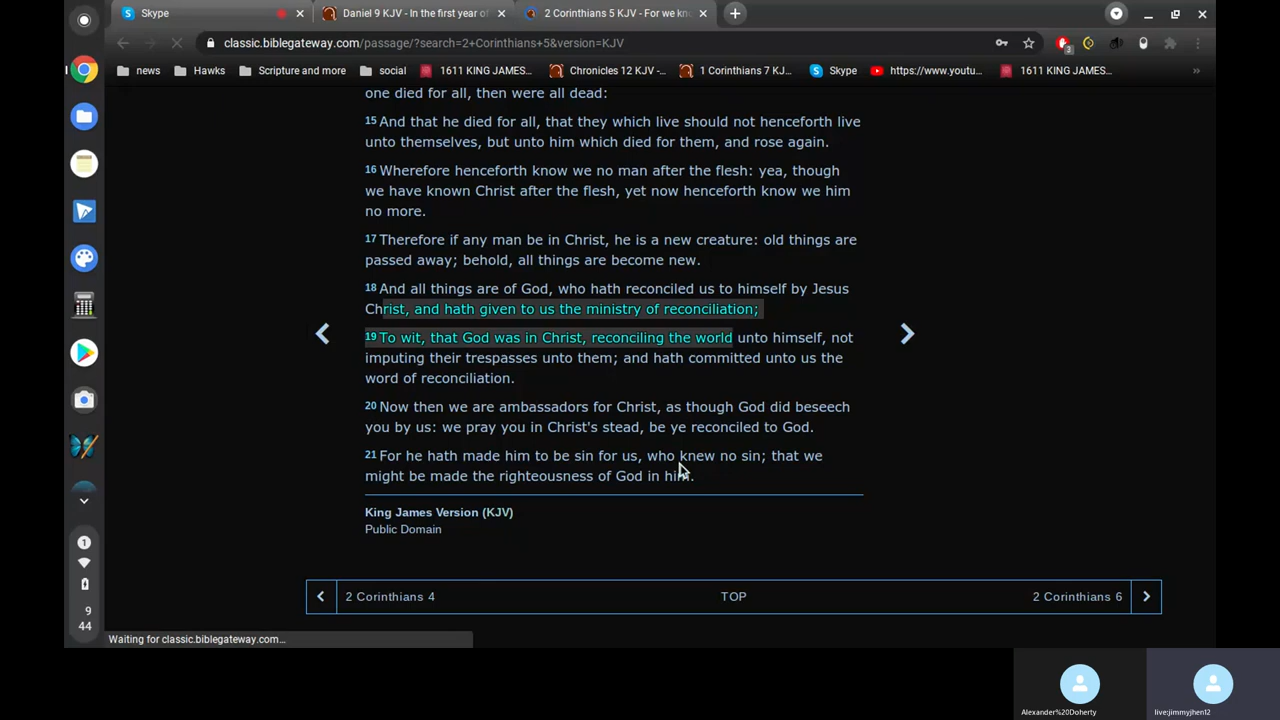 Skype
Daniel 9 KJV - In the first year of
2 Corinthians 5 KJV - For we kno
classic.biblegateway.com/passage/?search=2+Corinthians+5&version=KJV
3
news
Hawks
Scripture and more
social
1611 KING JAMES...
Chronicles 12 KJV -...
1 Corinthians 7 KJ...
Skype
https://www.youtu...
1611 KING JAMES...
»
one died for all, then were all dead:
15 And that he died for all, that they which live should not henceforth live
unto themselves, but unto him which died for them, and rose again.
16 Wherefore henceforth know we no man after the flesh: yea, though
we have known Christ after the flesh, yet now henceforth know we him
no more.
17 Therefore if any man be in Christ, he is a new creature: old things are
passed away; behold, all things are become new.
18 And all things are of God, who hath reconciled us to himself by Jesus
Christ, and hath given to us the ministry of reconciliation;
19 To wit, that God was in Christ, reconciling the world unto himself, not
imputing their trespasses unto them; and hath committed unto us the
word of reconciliation.
20 Now then we are ambassadors for Christ, as though God did beseech
you by us: we pray you in Christ's stead, be ye reconciled to God.
21 For he hath made him to be sin for us, who knew no sin; that we
might be made the righteousness of God in him.
King James Version (KJV)
Public Domain
2 Corinthians 4
TOP
2 Corinthians 6
1
9
44
Waiting for classic.biblegateway.com...
Alexander%20Doherty
live:jimmyjhen12